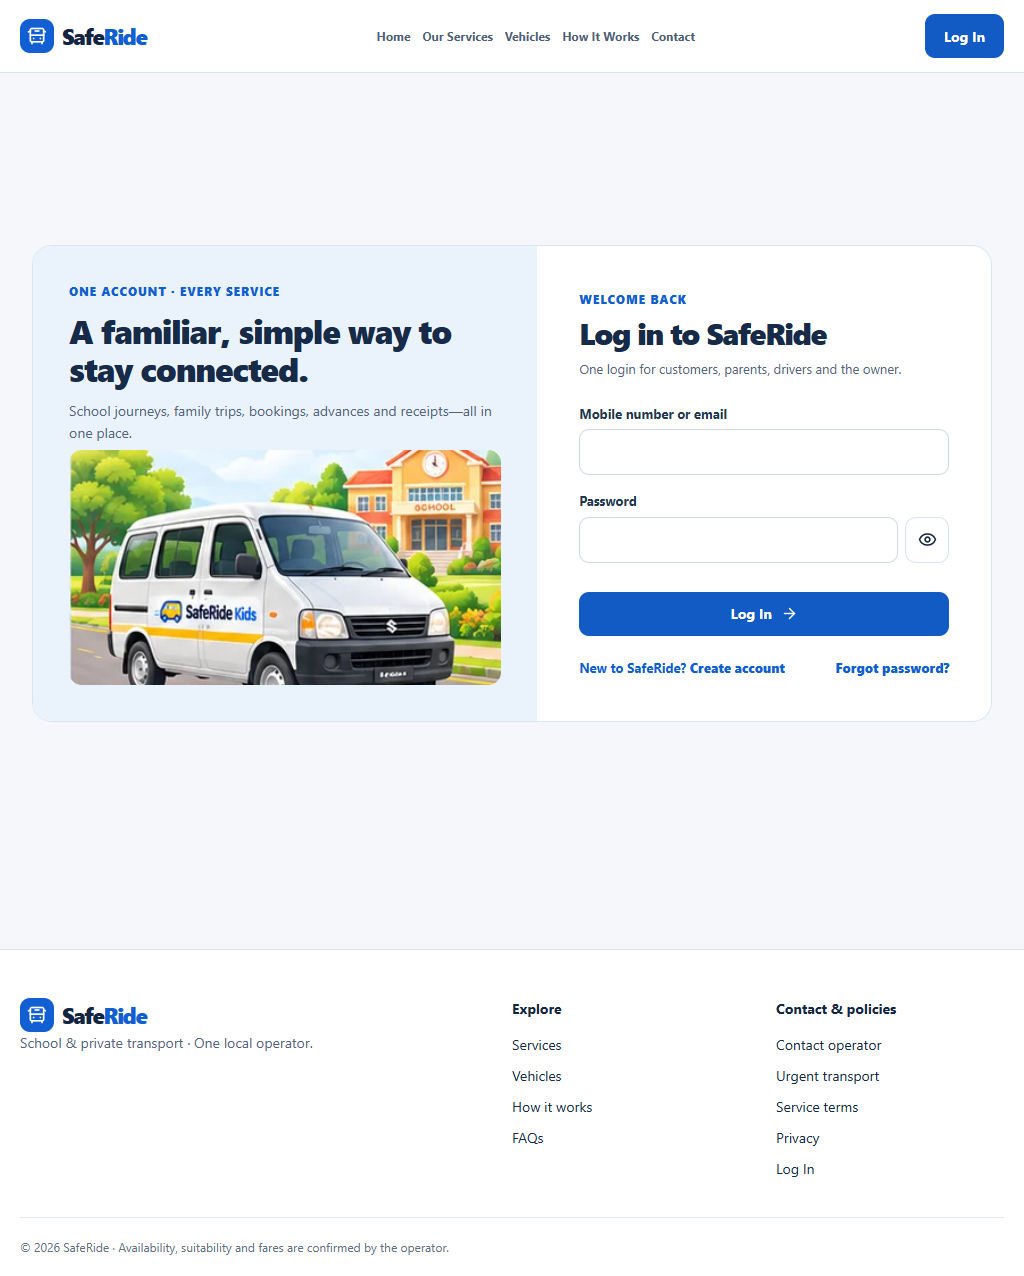 SafeRide
Home
Our Services
Vehicles
How It Works
Contact
Log In
ONE ACCOUNT · EVERY SERVICE
A familiar, simple way to
stay connected.
School journeys, family trips, bookings, advances and receipts—all in
one place.
SCHOOL
SafeRide Kids
WELCOME BACK
Log in to SafeRide
One login for customers, parents, drivers and the owner.
Mobile number or email
Password
Log In
New to SafeRide? Create account
Forgot password?
SafeRide
School & private transport · One local operator.
Explore
Services
Vehicles
How it works
FAQs
Contact & policies
Contact operator
Urgent transport
Service terms
Privacy
Log In
© 2026 SafeRide · Availability, suitability and fares are confirmed by the operator.